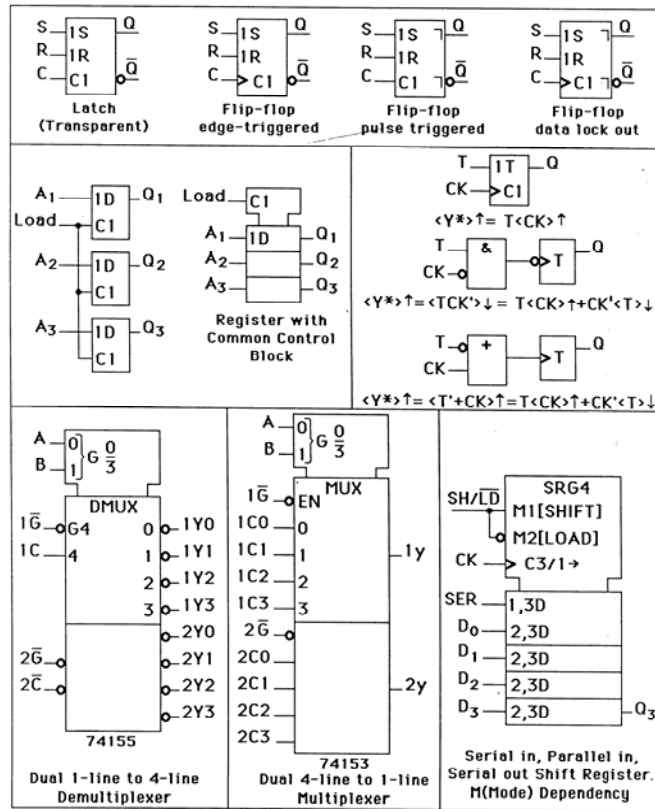 S 1S Q
R 1R
C C1 Q̅
Latch
(Transparent)
S 1S Q
R 1R
C C1 Q̅
Flip-flop
edge-triggered
S 1S ┐ Q
R 1R
C C1 ┐ Q̅
Flip-flop
pulse triggered
S 1S ┐ Q
R 1R
C C1 ┐ Q̅
Flip-flop
data lock out
A1 1D Q1
Load C1
A2 1D Q2
C1
A3 1D Q3
C1
Load C1
A1 1D Q1
A2 Q2
A3 Q3
Register with
Common Control
Block
T 1T Q
CK C1
<Y*>↑= T<CK>↑
T & Q
CK T
<Y*>↑=<TCK'>↓ = T<CK>↑+CK'<T>↓
T + Q
CK T
<Y*>↑=<T'+CK>↑=T<CK>↑+CK'<T>↓
A 0 } G 0/3
B 1
DMUX
1G̅ G4 0 1Y0
1C 4 1 1Y1
2 1Y2
3 1Y3
2Y0
2G̅ 2Y1
2C̅ 2Y2
2Y3
74155
Dual 1-line to 4-line
Demultiplexer
A 0 } G 0/3
B 1
MUX
1G̅ EN
1C0 0
1C1 1 1y
1C2 2
1C3 3
2G̅
2C0
2C1 2y
2C2
2C3
74153
Dual 4-line to 1-line
Multiplexer
SRG4
SH/L̅D̅ M1[SHIFT]
M2[LOAD]
CK C3/1→
SER 1,3D
D0 2,3D
D1 2,3D
D2 2,3D
D3 2,3D Q3
Serial in, Parallel in,
Serial out Shift Register.
M(Mode) Dependency